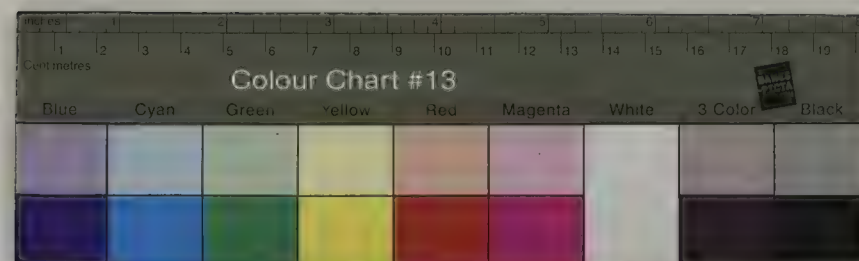 inches 1 2 3 4 5 6 7
1 2 3 4 5 6 7 8 9 10 11 12 13 14 15 16 17 18 19
Centimetres
Colour Chart #13
Blue Cyan Green Yellow Red Magenta White 3 Color Black